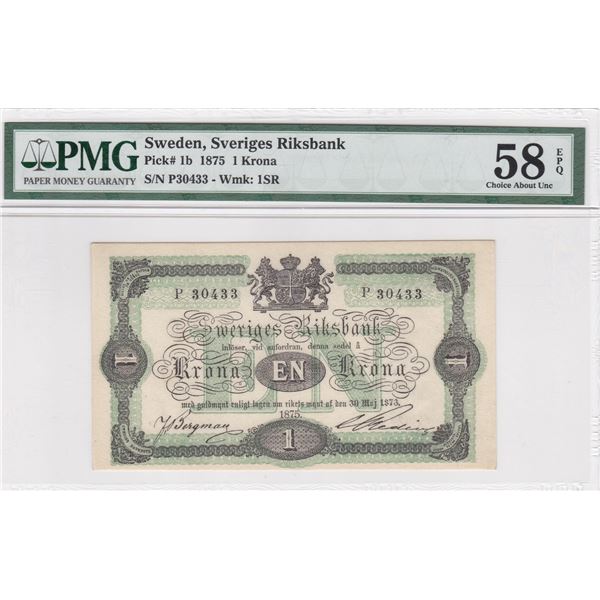 PMG
PAPER MONEY GUARANTY
Sweden, Sveriges Riksbank
Pick# 1b 1875 1 Krona
S/N P30433 - Wmk: 1SR
58 EPQ
Choice About Unc
P 30433 P 30433
Sveriges Riksbank
inlöser, vid anfordran, denna sedel å
1 Krona EN Krona 1
med guldmynt enligt lagen om rikets mynt af den 30 Maj 1873.
1875.
J Bergman
1